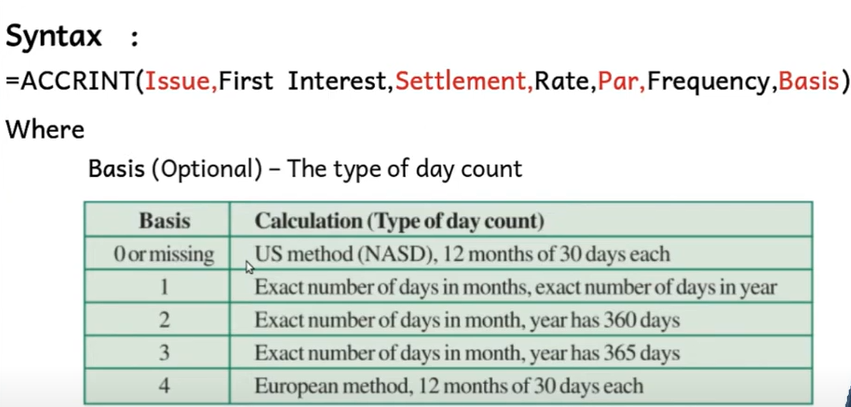 Syntax :
=ACCRINT(Issue,First Interest,Settlement,Rate,Par,Frequency,Basis)
Where
Basis (Optional) – The type of day count
Basis Calculation (Type of day count)
0 or missing US method (NASD), 12 months of 30 days each
1 Exact number of days in months, exact number of days in year
2 Exact number of days in month, year has 360 days
3 Exact number of days in month, year has 365 days
4 European method, 12 months of 30 days each